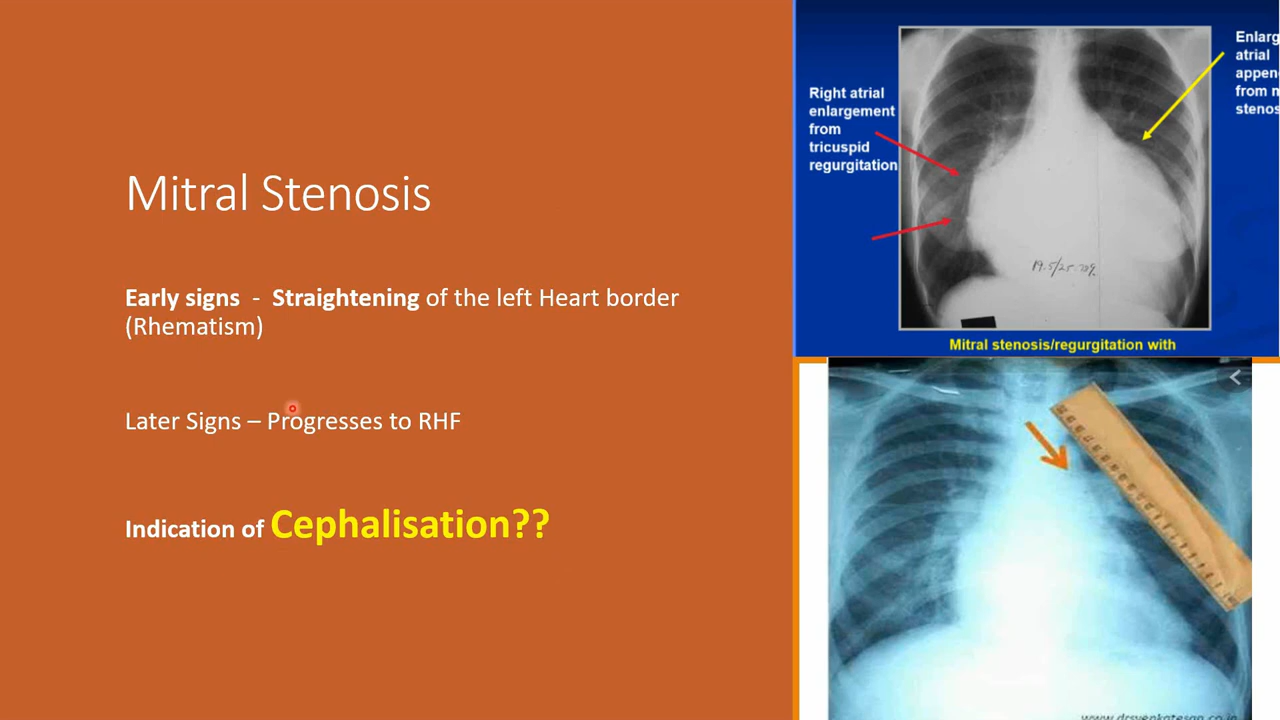 Mitral Stenosis
Early signs - Straightening of the left Heart border
(Rhematism)
Later Signs – Progresses to RHF
Indication of Cephalisation??
Right atrial
enlargement
from
tricuspid
regurgitation
Enlarg
atrial
appen
from m
stenos
Mitral stenosis/regurgitation with